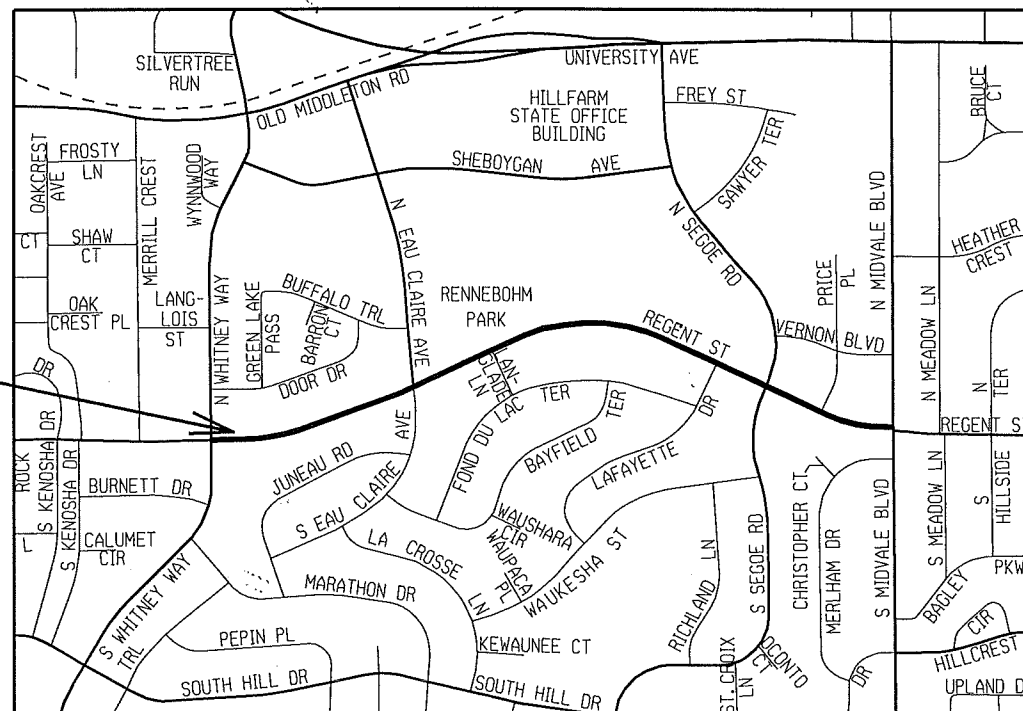 SILVERTREE
RUN
OLD MIDDLETON RD
UNIVERSITY AVE
HILLFARM
STATE OFFICE
BUILDING
FREY ST
BRUCE
CT
OAKCREST
AVE
FROSTY
LN
MERRILL CREST
WYNNWOOD
WAY
SHEBOYGAN AVE
SAWYER TER
N MIDVALE BLVD
CT
SHAW
CT
N EAU CLAIRE AVE
N SEGOE RD
HEATHER
CREST
OAK
CREST PL
LANG-
LOIS
ST
N WHITNEY WAY
GREEN LAKE
PASS
BUFFALO TRL
BARRON
CT
DOOR DR
RENNEBOHM
PARK
REGENT ST
PRICE
PL
VERNON BLVD
N MEADOW LN
N
TER
DR
LAN-
GLADE
LN
FOND DU LAC TER
BAYFIELD TER
LAFAYETTE DR
REGENT S
ROCK
S KENOSHA DR
S KENOSHA DR
BURNETT DR
JUNEAU RD
S EAU CLAIRE AVE
L
CALUMET
CIR
LA CROSSE LN
WAUSHARA
CIR
WAUPACA
PL
WAUKESHA ST
RICHLAND LN
S SEGOE RD
CHRISTOPHER CT
MERLHAM DR
S MIDVALE BLVD
S MEADOW LN
S
HILLSIDE
PKW
BAGLEY
CIR
S WHITNEY WAY
TRL
MARATHON DR
PEPIN PL
SOUTH HILL DR
KEWAUNEE CT
SOUTH HILL DR
ST.CROIX
LN
OCONTO
CT
DR
HILLCREST
UPLAND D